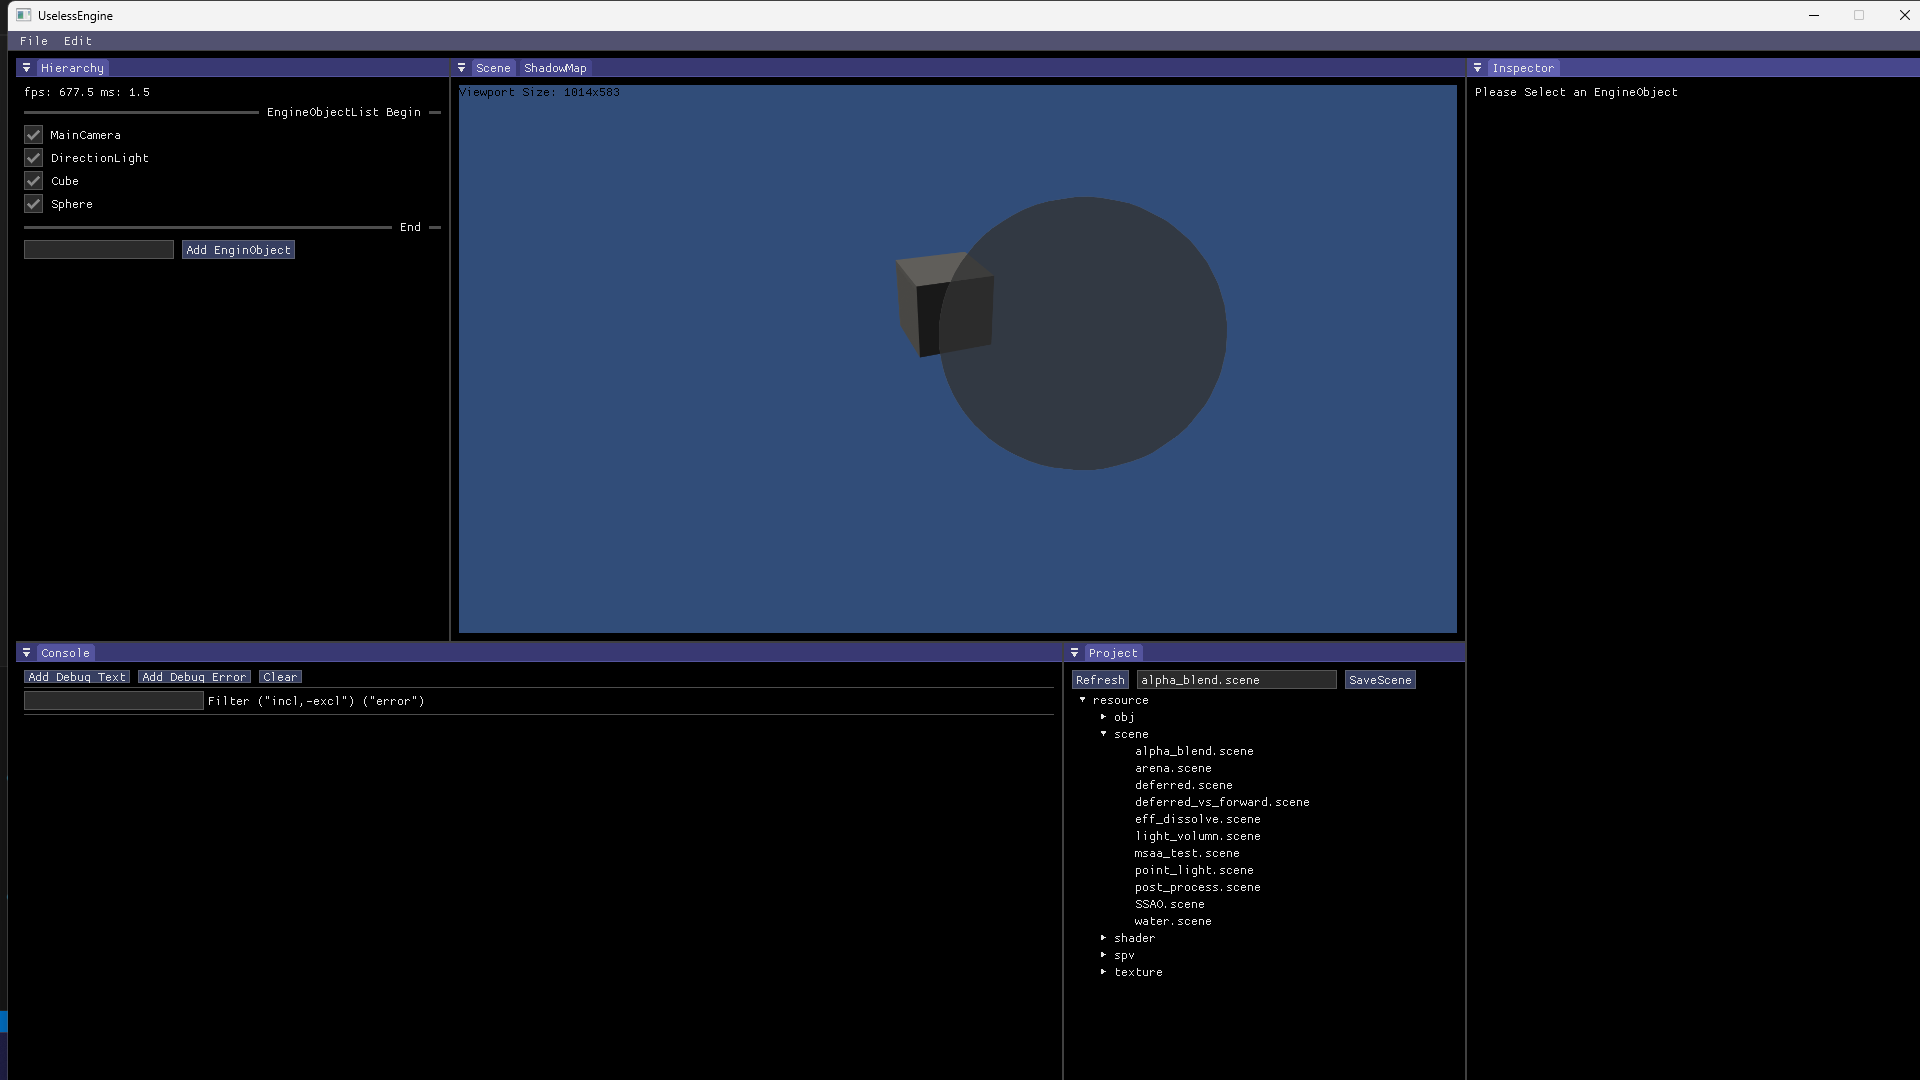 UselessEngine
File Edit
Hierarchy
fps: 677.5 ms: 1.5
EngineObjectList Begin
MainCamera
DirectionLight
Cube
Sphere
End
Add EnginObject
Scene ShadowMap
Viewport Size: 1014x583
Inspector
Please Select an EngineObject
Console
Add Debug Text Add Debug Error Clear
Filter ("incl,-excl") ("error")
Project
Refresh alpha_blend.scene SaveScene
resource
obj
scene
alpha_blend.scene
arena.scene
deferred.scene
deferred_vs_forward.scene
eff_dissolve.scene
light_volumn.scene
msaa_test.scene
point_light.scene
post_process.scene
SSAO.scene
water.scene
shader
spv
texture